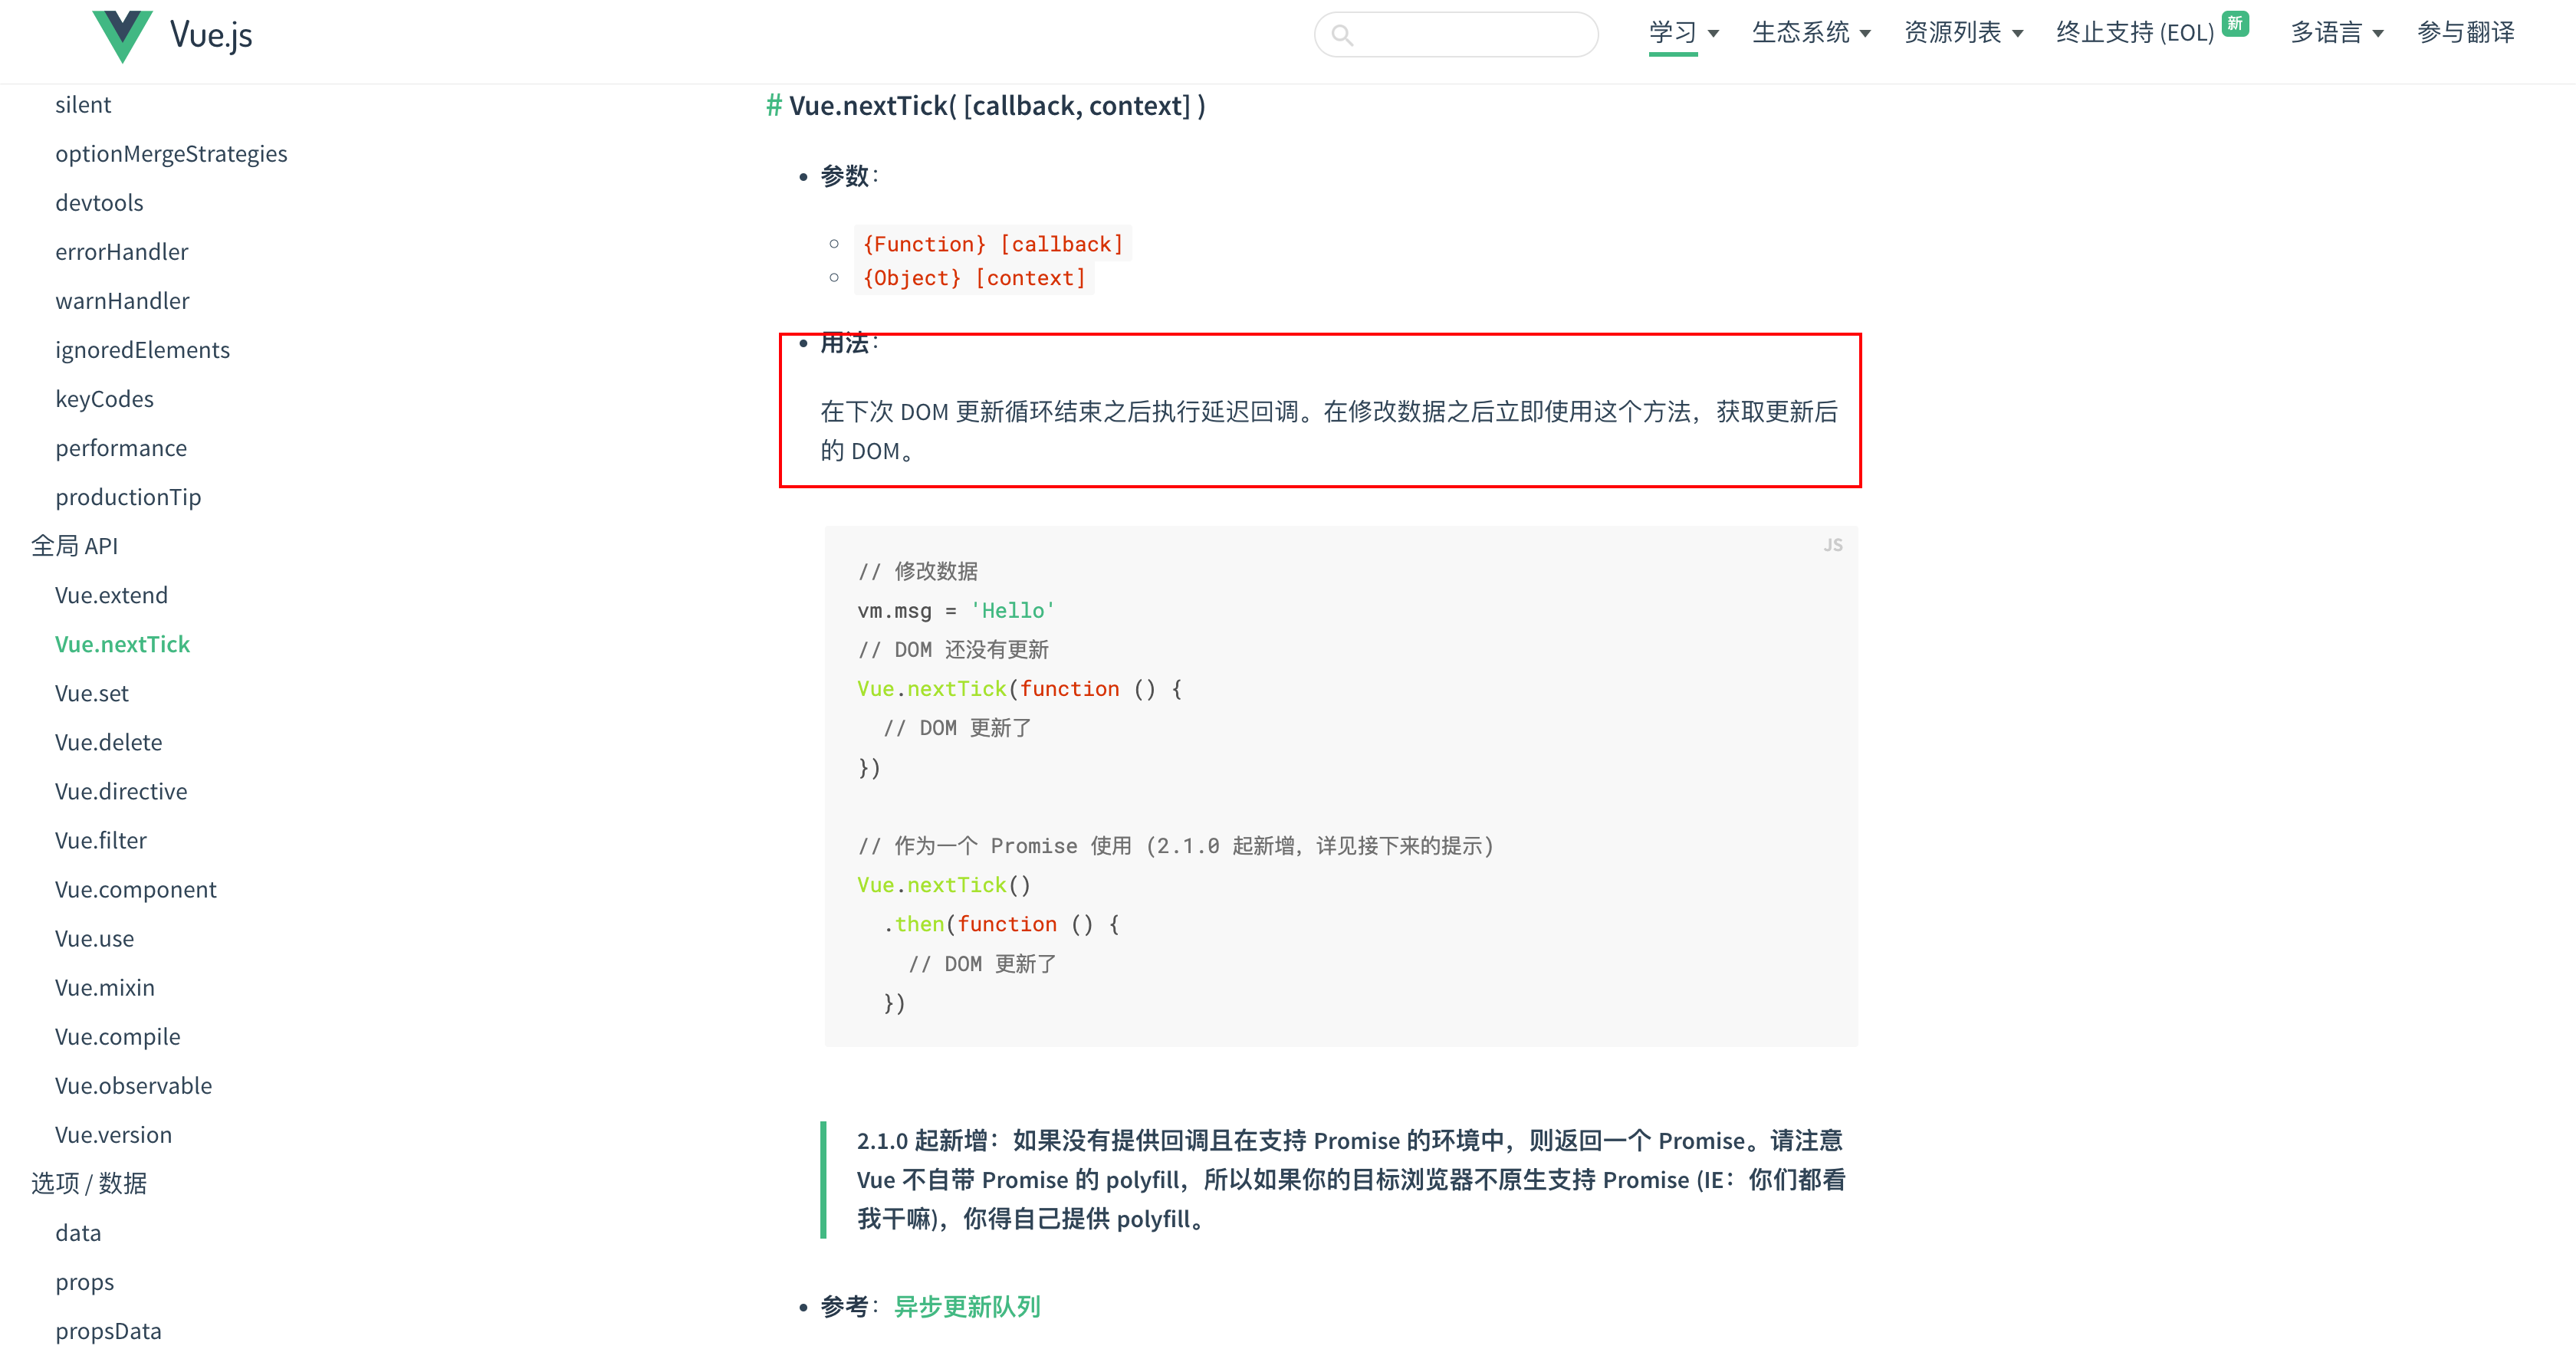 Vue.js
学习 生态系统 资源列表 终止支持 (EOL) 新 多语言 参与翻译
silent
optionMergeStrategies
devtools
errorHandler
warnHandler
ignoredElements
keyCodes
performance
productionTip
全局 API
Vue.extend
Vue.nextTick
Vue.set
Vue.delete
Vue.directive
Vue.filter
Vue.component
Vue.use
Vue.mixin
Vue.compile
Vue.observable
Vue.version
选项 / 数据
data
props
propsData
# Vue.nextTick( [callback, context] )
参数：
{Function} [callback]
{Object} [context]
用法：
在下次 DOM 更新循环结束之后执行延迟回调。在修改数据之后立即使用这个方法，获取更新后
的 DOM。
JS
// 修改数据
vm.msg = 'Hello'
// DOM 还没有更新
Vue.nextTick(function () {
  // DOM 更新了
})
// 作为一个 Promise 使用 (2.1.0 起新增，详见接下来的提示)
Vue.nextTick()
  .then(function () {
    // DOM 更新了
  })
2.1.0 起新增：如果没有提供回调且在支持 Promise 的环境中，则返回一个 Promise。请注意
Vue 不自带 Promise 的 polyfill，所以如果你的目标浏览器不原生支持 Promise (IE：你们都看
我干嘛)，你得自己提供 polyfill。
参考：异步更新队列